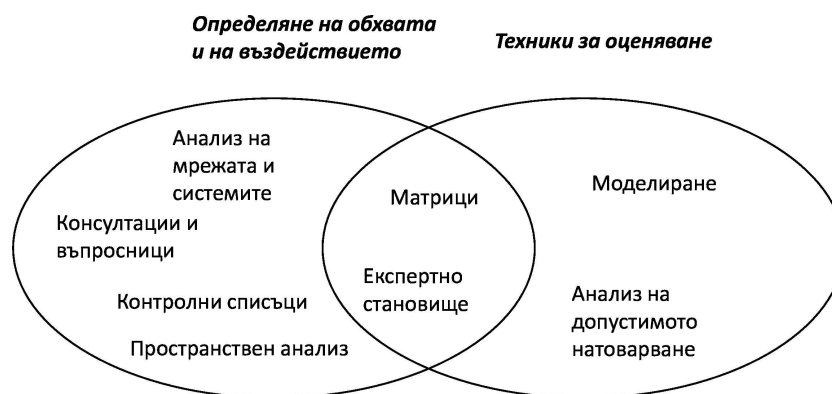 Определяне на обхвата
и на въздействието
Техники за оценяване
Анализ на
мрежата и
системите
Консултации и
въпросници
Контролни списъци
Пространствен анализ
Матрици
Експертно
становище
Моделиране
Анализ на
допустимото
натоварване